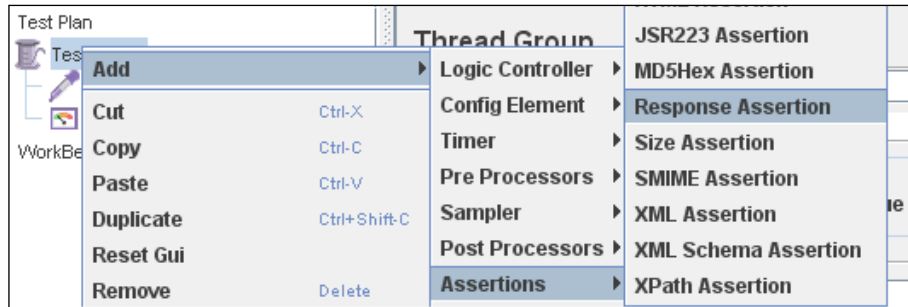 Test Plan
Tes
WorkBe
Thread Group
Add
Cut Ctrl-X
Copy Ctrl-C
Paste Ctrl-V
Duplicate Ctrl+Shift-C
Reset Gui
Remove Delete
Logic Controller
Config Element
Timer
Pre Processors
Sampler
Post Processors
Assertions
JSR223 Assertion
MD5Hex Assertion
Response Assertion
Size Assertion
SMIME Assertion
XML Assertion
XML Schema Assertion
XPath Assertion
ue